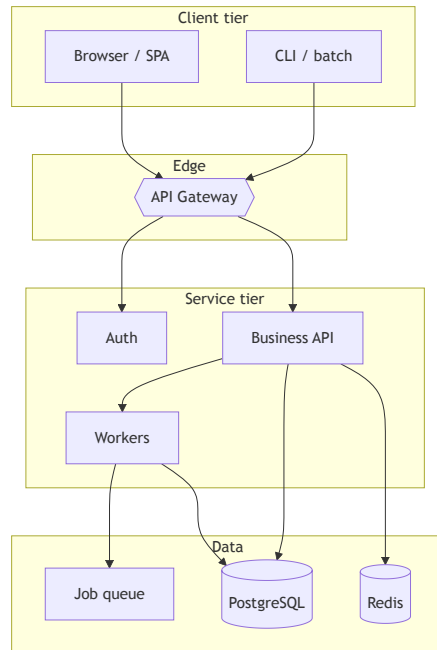 Client tier
Browser / SPA
CLI / batch
Edge
API Gateway
Service tier
Auth
Business API
Workers
Data
Job queue
PostgreSQL
Redis